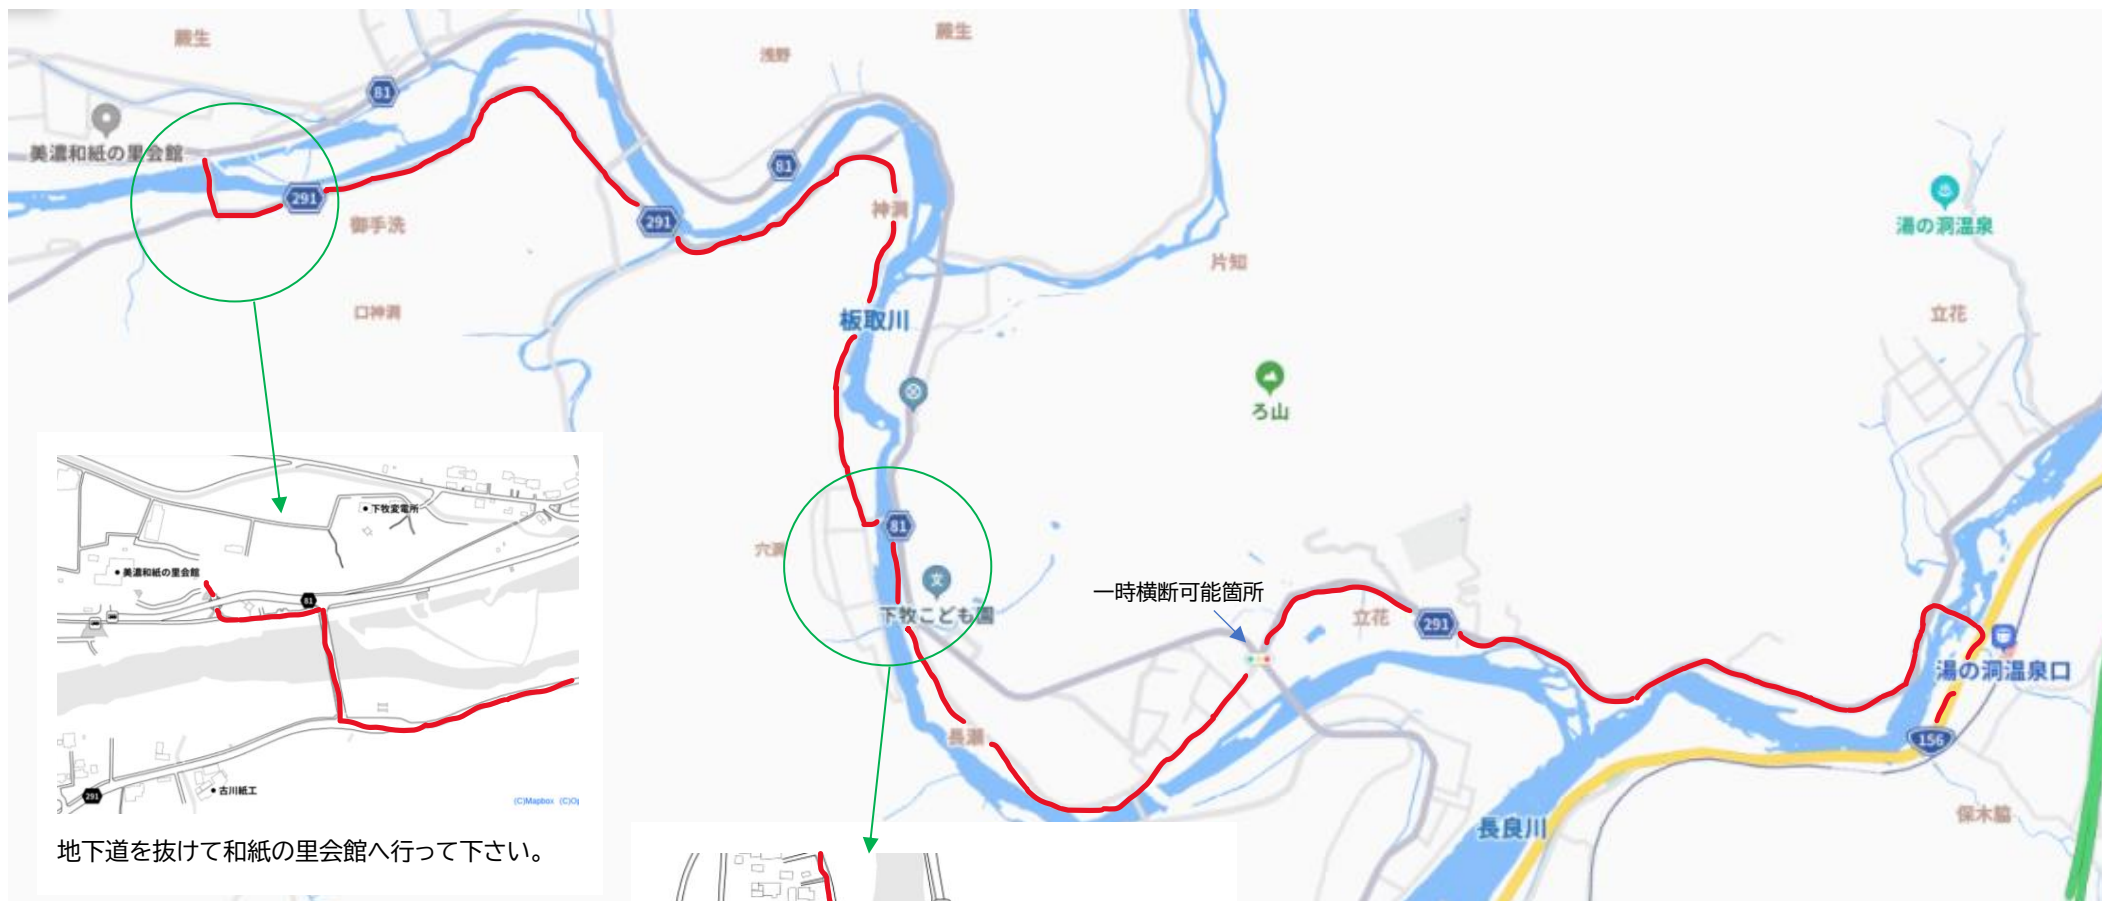 蕨生
蕨生
浅野
81
美濃和紙の里会館
81
291
御手洗
291
神洞
湯の洞温泉
片知
口神洞
板取川
立花
ろ山
下牧変電所
81
穴洞
美濃和紙の里会館
一時横断可能箇所
81
文
下牧こども園
立花
291
湯の洞温泉口
長瀬
156
291
古川紙工
(C)Mapbox (C)Op
保木脇
長良川
地下道を抜けて和紙の里会館へ行って下さい。